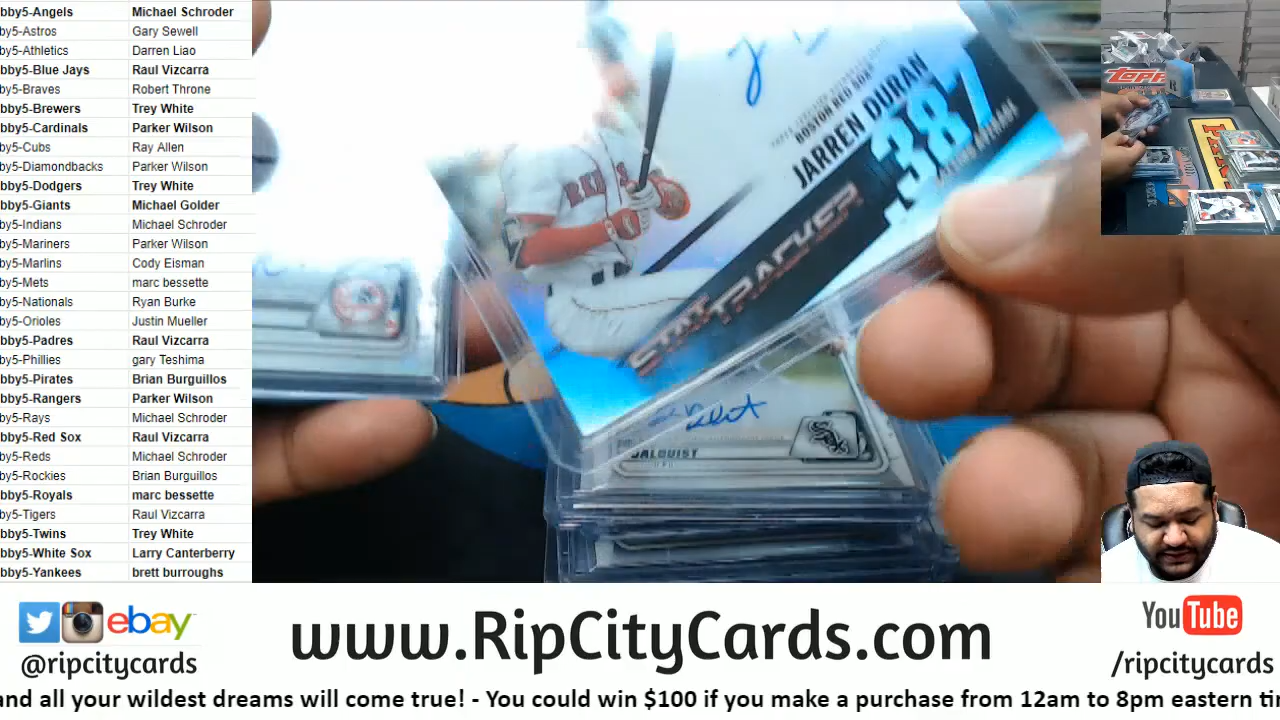 bby5-Angels Michael Schroder
by5-Astros Gary Sewell
by5-Athletics Darren Liao
bby5-Blue Jays Raul Vizcarra
by5-Braves Robert Throne
bby5-Brewers Trey White
bby5-Cardinals Parker Wilson
by5-Cubs Ray Allen
by5-Diamondbacks Parker Wilson
bby5-Dodgers Trey White
bby5-Giants Michael Golder
by5-Indians Michael Schroder
by5-Mariners Parker Wilson
by5-Marlins Cody Eisman
by5-Mets marc bessette
by5-Nationals Ryan Burke
by5-Orioles Justin Mueller
bby5-Padres Raul Vizcarra
by5-Phillies gary Teshima
bby5-Pirates Brian Burguillos
bby5-Rangers Parker Wilson
by5-Rays Michael Schroder
bby5-Red Sox Raul Vizcarra
by5-Reds Michael Schroder
by5-Rockies Brian Burguillos
bby5-Royals marc bessette
by5-Tigers Raul Vizcarra
bby5-Twins Trey White
bby5-White Sox Larry Canterberry
bby5-Yankees brett burroughs
BOSTON RED SOX
JARREN DURAN
.387
STAT TRACKER
RED
DALQUIST
Sox
TOPPS
ebay
@ripcitycards
www.RipCityCards.com
YouTube
/ripcitycards
and all your wildest dreams will come true! - You could win $100 if you make a purchase from 12am to 8pm eastern ti